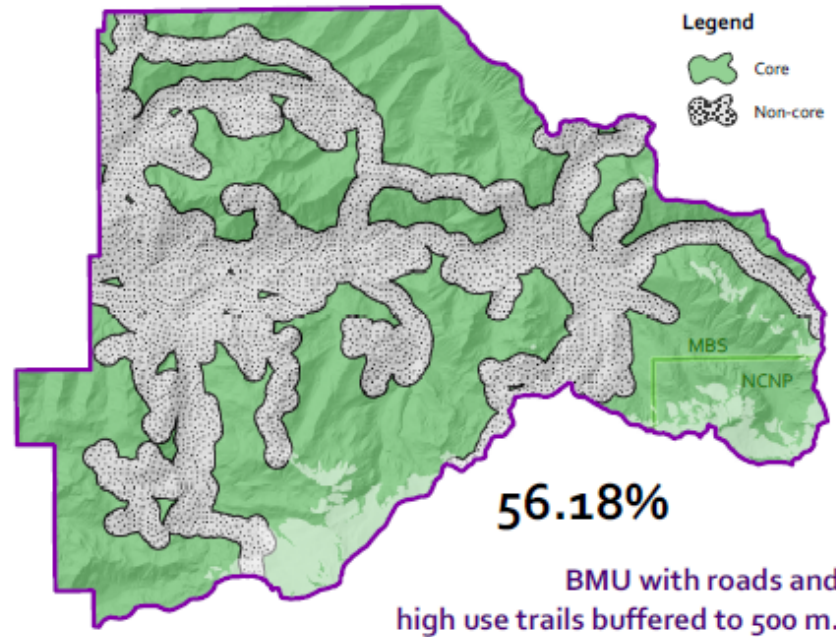 Legend
Core
Non-core
MBS
NCNP
56.18%
BMU with roads and
high use trails buffered to 500 m.